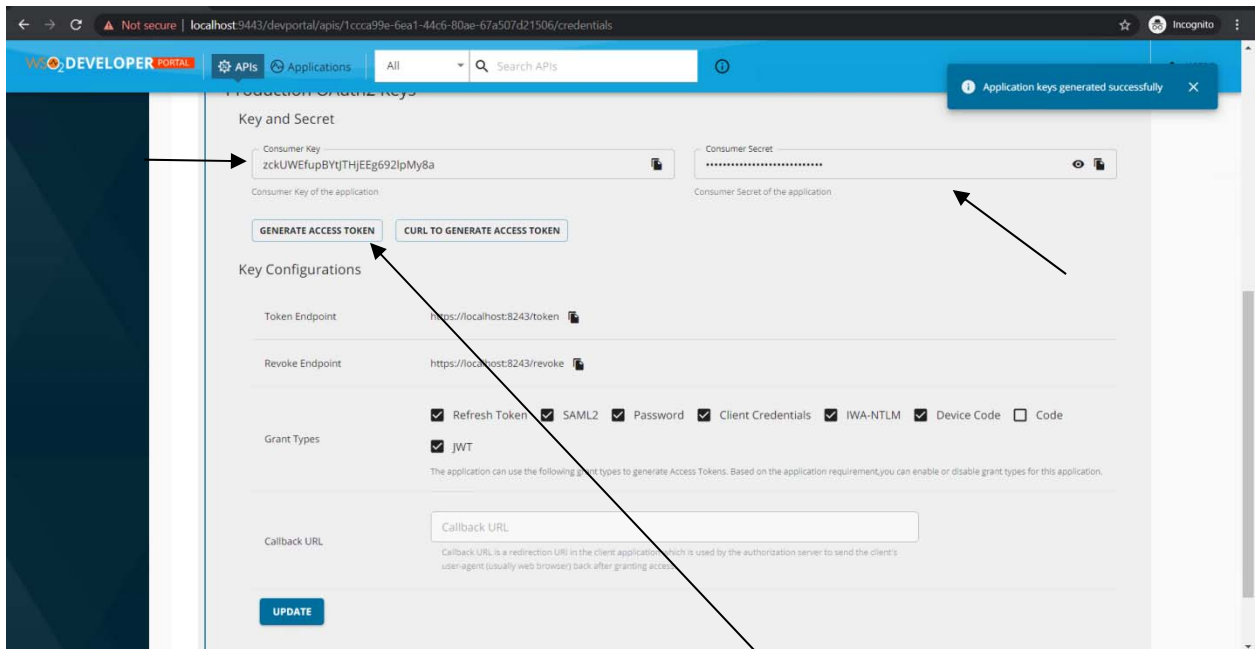 Not secure | localhost:9443/devportal/apis/1ccca99e-6ea1-44c6-80ae-67a507d21506/credentials
Incognito
WSO2 DEVELOPER PORTAL
APIs
Applications
All
Search APIs
Application keys generated successfully
Production OAuth2 Keys
Key and Secret
Consumer Key
Consumer Secret
zckUWEfupBYtJTHjEEg692lpMy8a
••••••••••••••••••••••••••••
Consumer Key of the application
Consumer Secret of the application
GENERATE ACCESS TOKEN
CURL TO GENERATE ACCESS TOKEN
Key Configurations
Token Endpoint
https://localhost:8243/token
Revoke Endpoint
https://localhost:8243/revoke
Grant Types
Refresh Token SAML2 Password Client Credentials IWA-NTLM Device Code Code
JWT
The application can use the following grant types to generate Access Tokens. Based on the application requirement,you can enable or disable grant types for this application.
Callback URL
Callback URL
Callback URL is a redirection URI in the client application which is used by the authorization server to send the client's
user-agent (usually web browser) back after granting access.
UPDATE